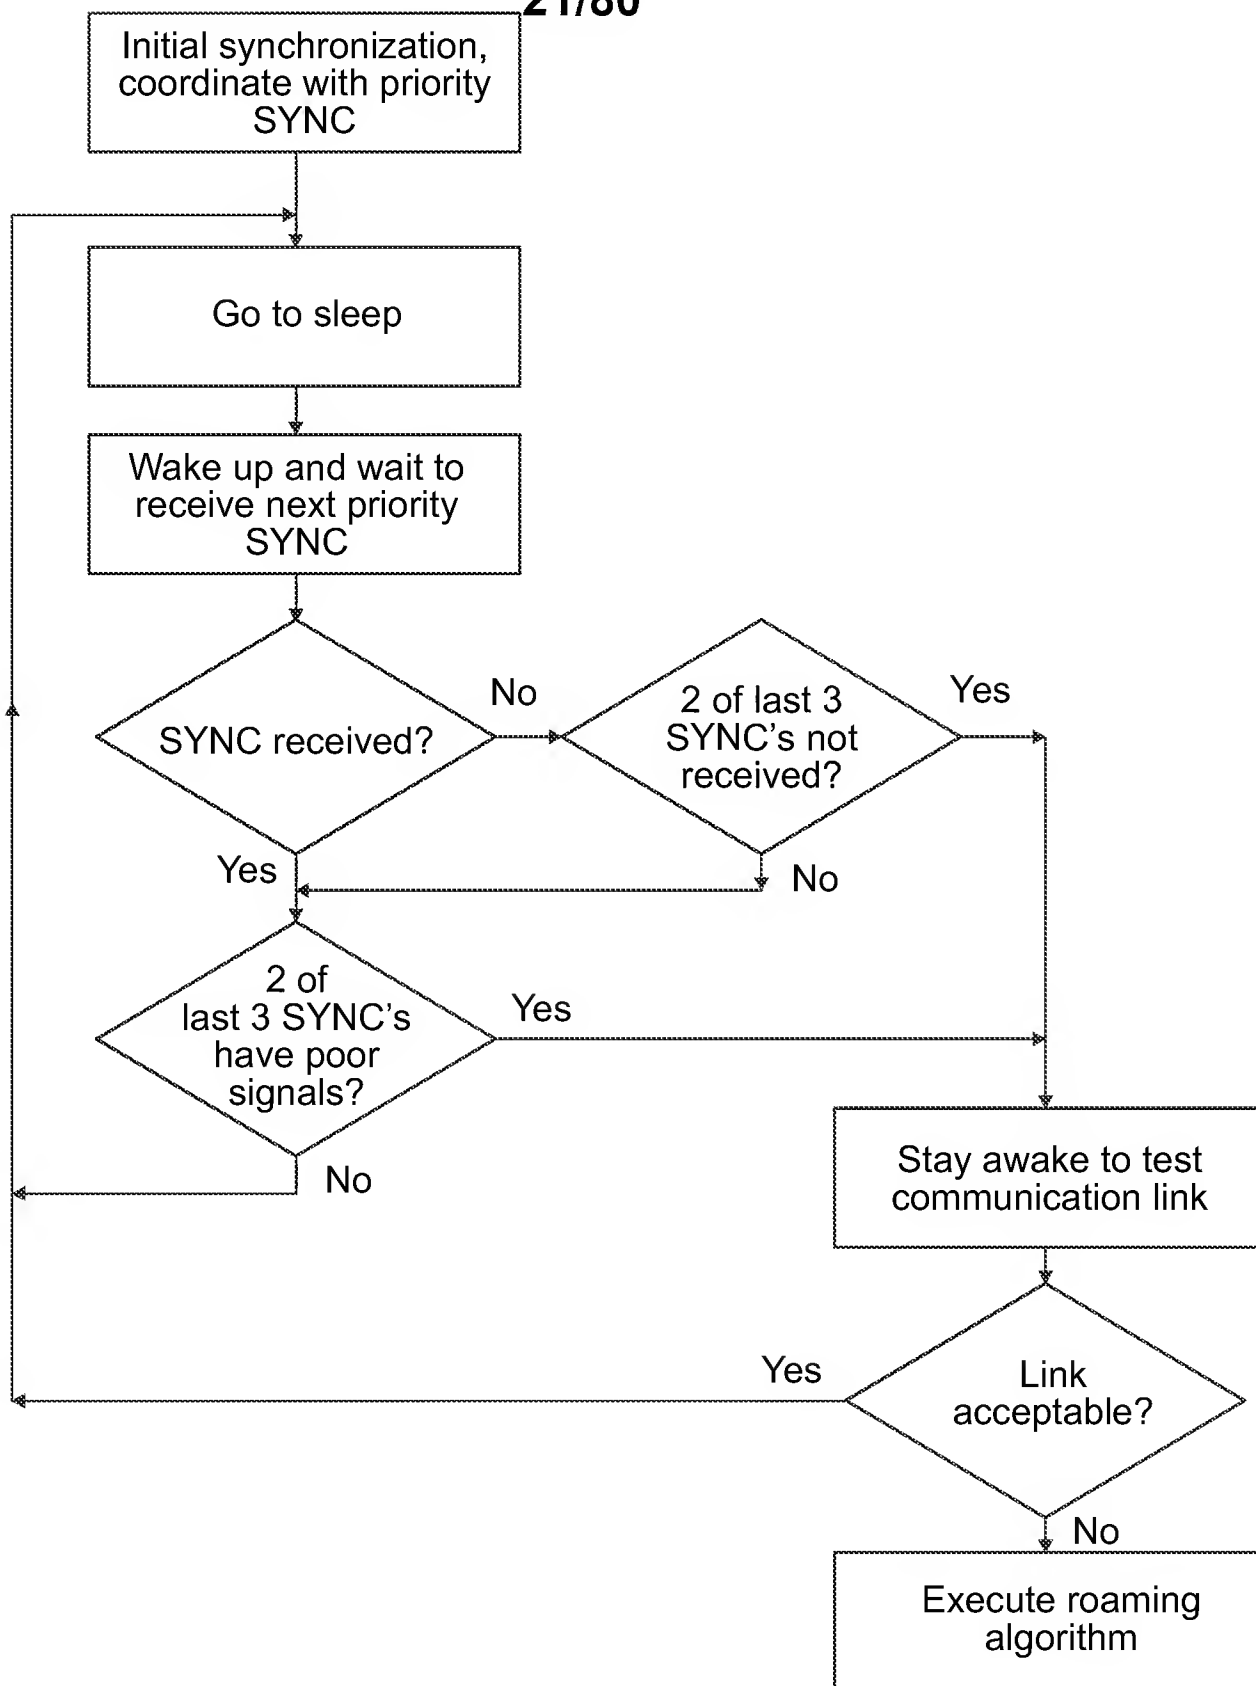 21/80
Initial synchronization,
coordinate with priority
SYNC
Go to sleep
Wake up and wait to
receive next priority
SYNC
SYNC received?
No
2 of last 3
SYNC's not
received?
Yes
Yes
No
2 of
last 3 SYNC's
have poor
signals?
Yes
No
Stay awake to test
communication link
Yes
Link
acceptable?
No
Execute roaming
algorithm